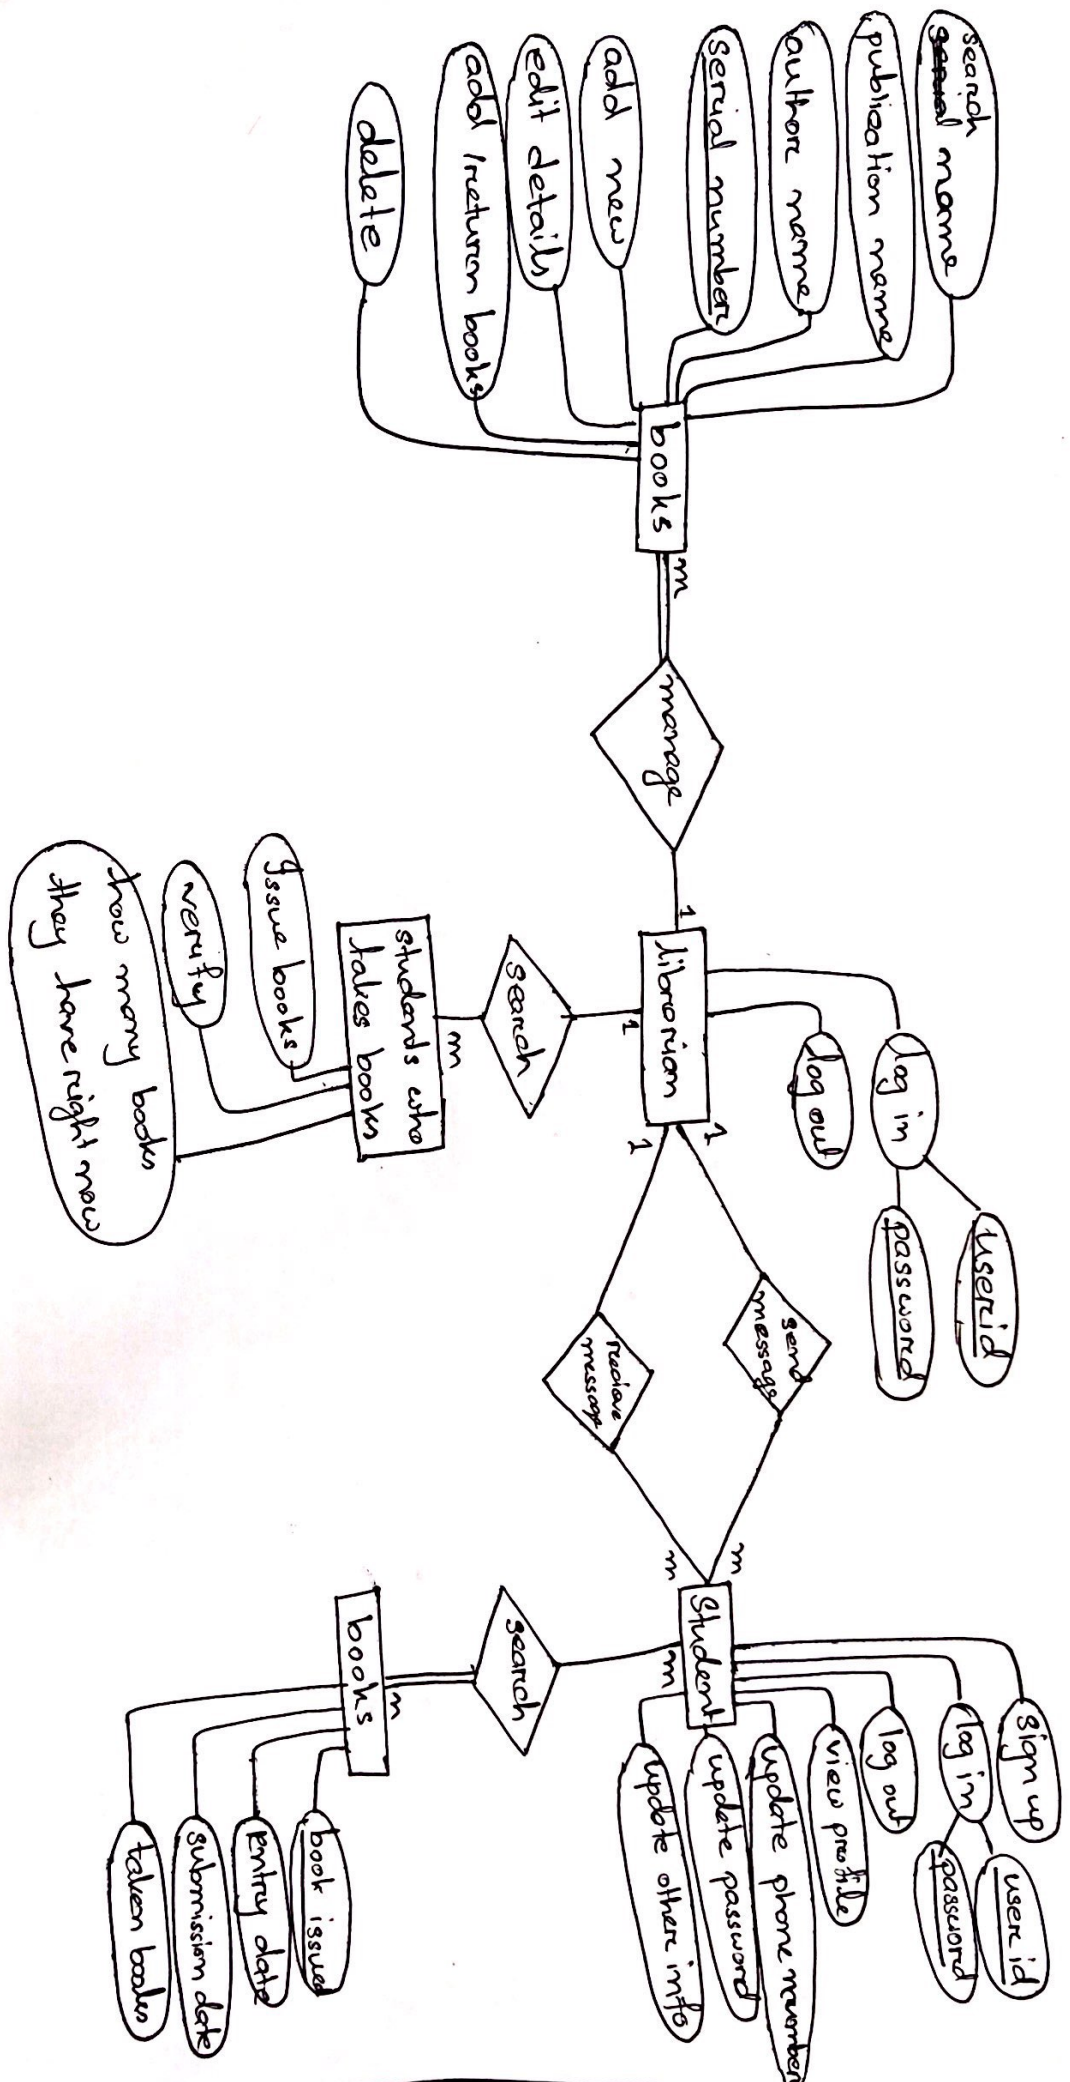 search
name
publication name
author name
serial number
add new
edit details
add/return books
delete
books
m
manage
1
librarian
log in
user id
password
log out
1
search
m
students who
takes books
Issue books
verify
how many books
they have right now
1
send
message
m
1
recieve
message
m
Student
sign up
log in
user id
password
log out
view profile
update phone number
update password
update other info
m
search
m
books
book issued
entry date
submission date
taken books